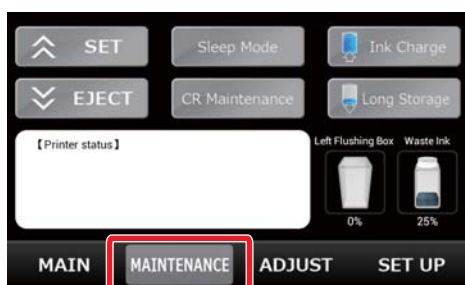 SET
Sleep Mode
Ink Charge
EJECT
CR Maintenance
Long Storage
【Printer status】
Left Flushing Box
Waste Ink
0%
25%
MAIN
MAINTENANCE
ADJUST
SET UP